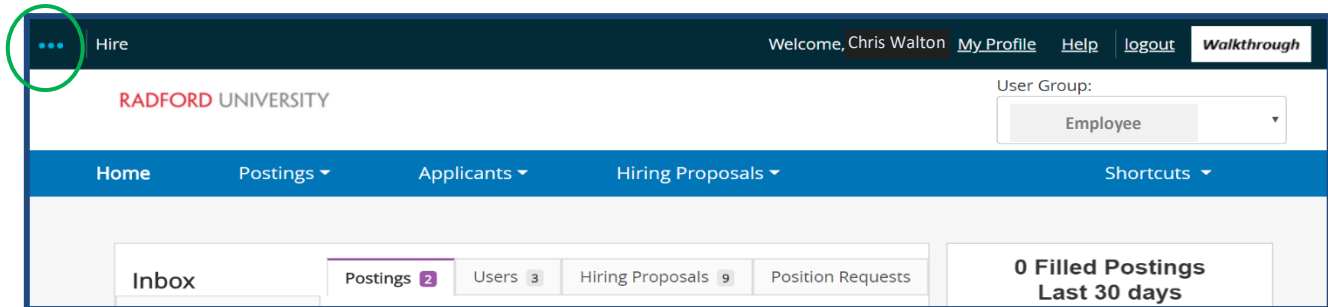 ••• Hire Welcome, Chris Walton My Profile Help logout Walkthrough
RADFORD UNIVERSITY
User Group:
Employee
Home Postings Applicants Hiring Proposals Shortcuts
Inbox
Postings 2 Users 3 Hiring Proposals 9 Position Requests
0 Filled Postings
Last 30 days